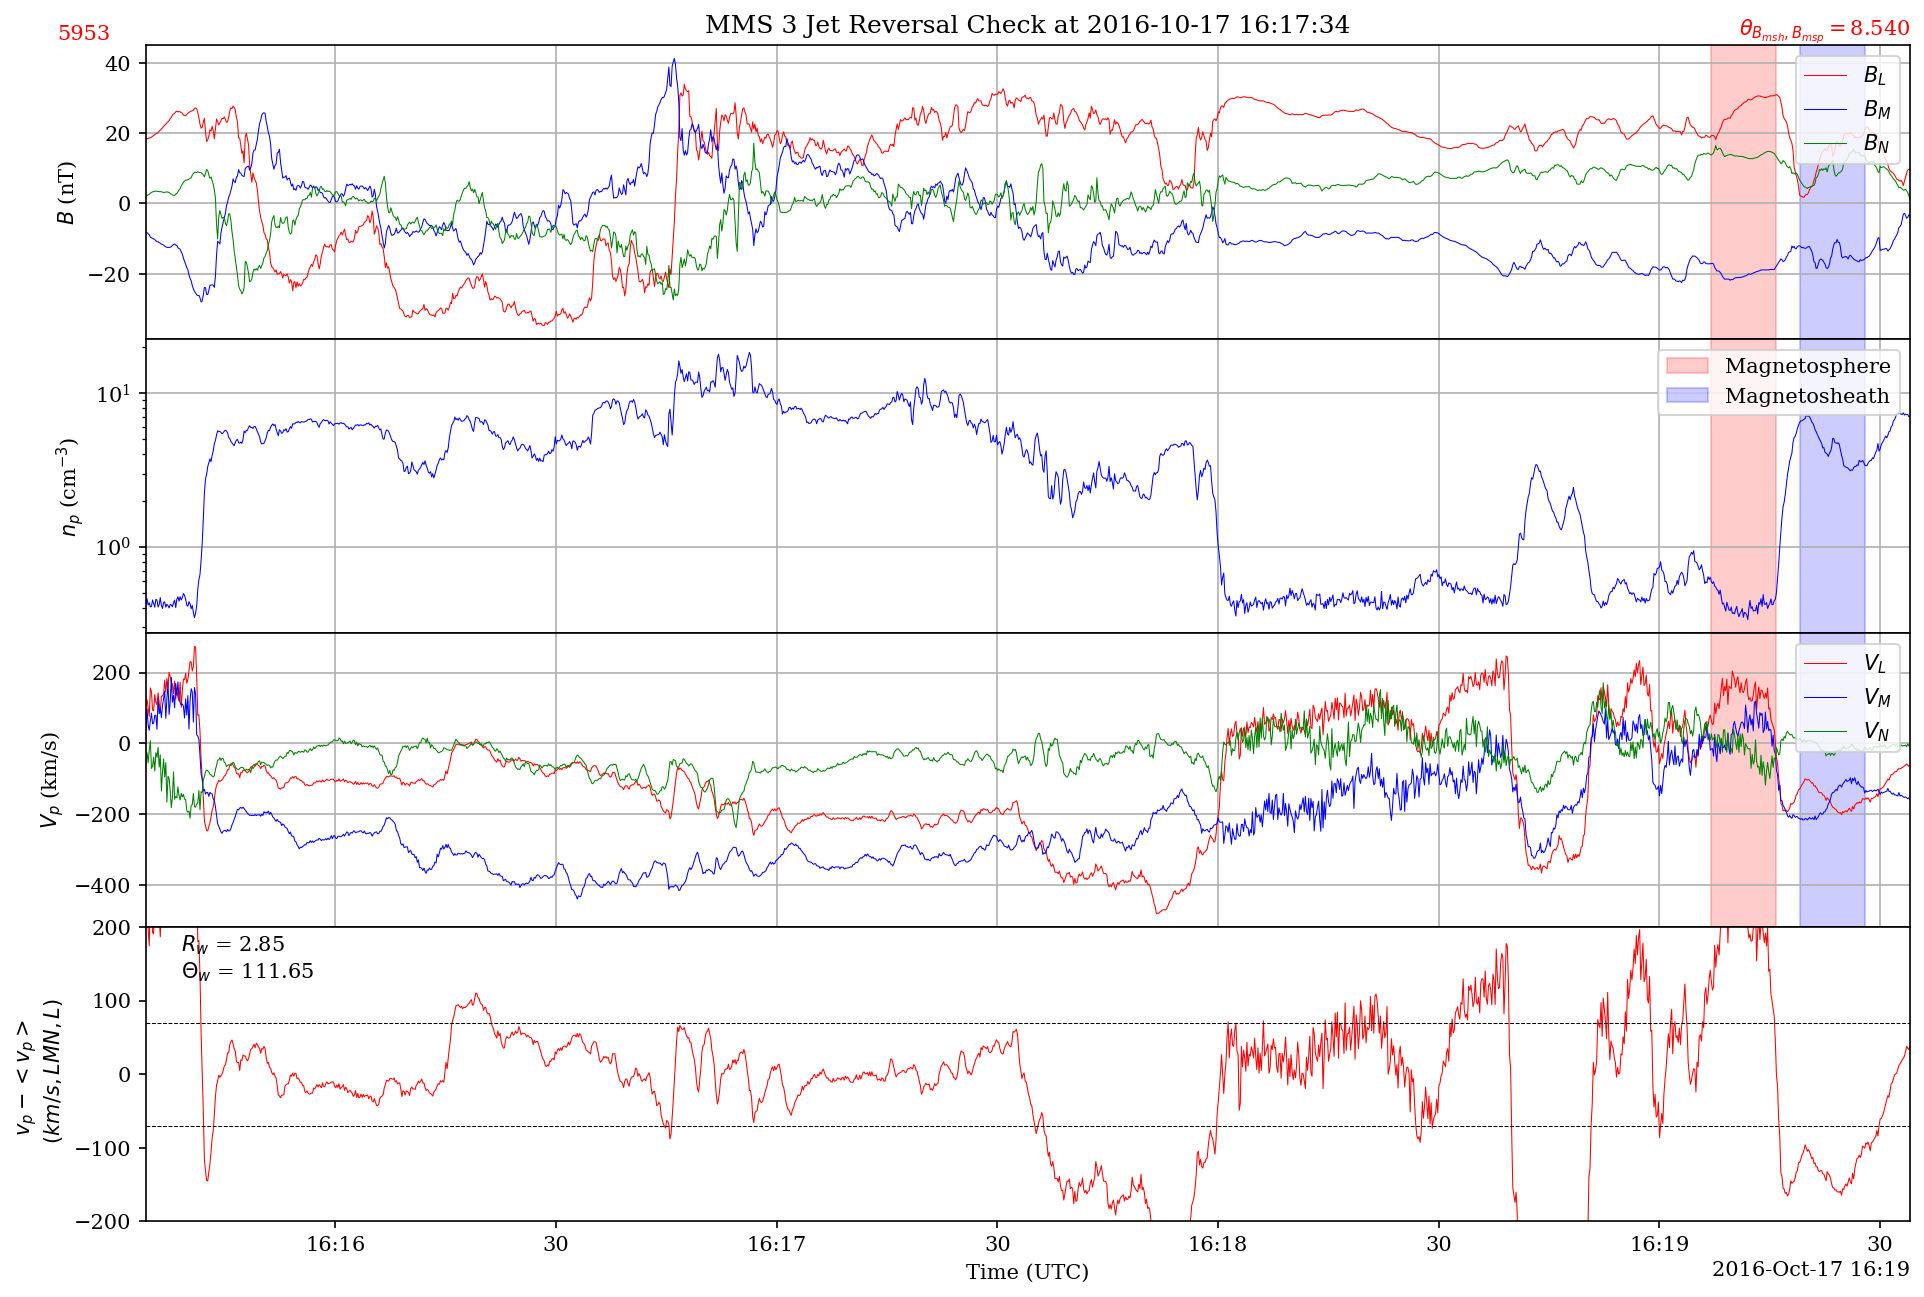 MMS 3 Jet Reversal Check at 2016-10-17 16:17:34
5953
θ_{B_{msh}, B_{msp}} = 8.540
40
20
0
−20
B (nT)
B_L
B_M
B_N
10^1
10^0
n_p (cm^{−3})
Magnetosphere
Magnetosheath
200
0
−200
−400
V_p (km/s)
V_L
V_M
V_N
200
100
0
−100
−200
v_p − < v_p >
(km/s, LMN, L)
R_w = 2.85
Θ_w = 111.65
16:16 30 16:17 30 16:18 30 16:19 30
Time (UTC)
2016-Oct-17 16:19